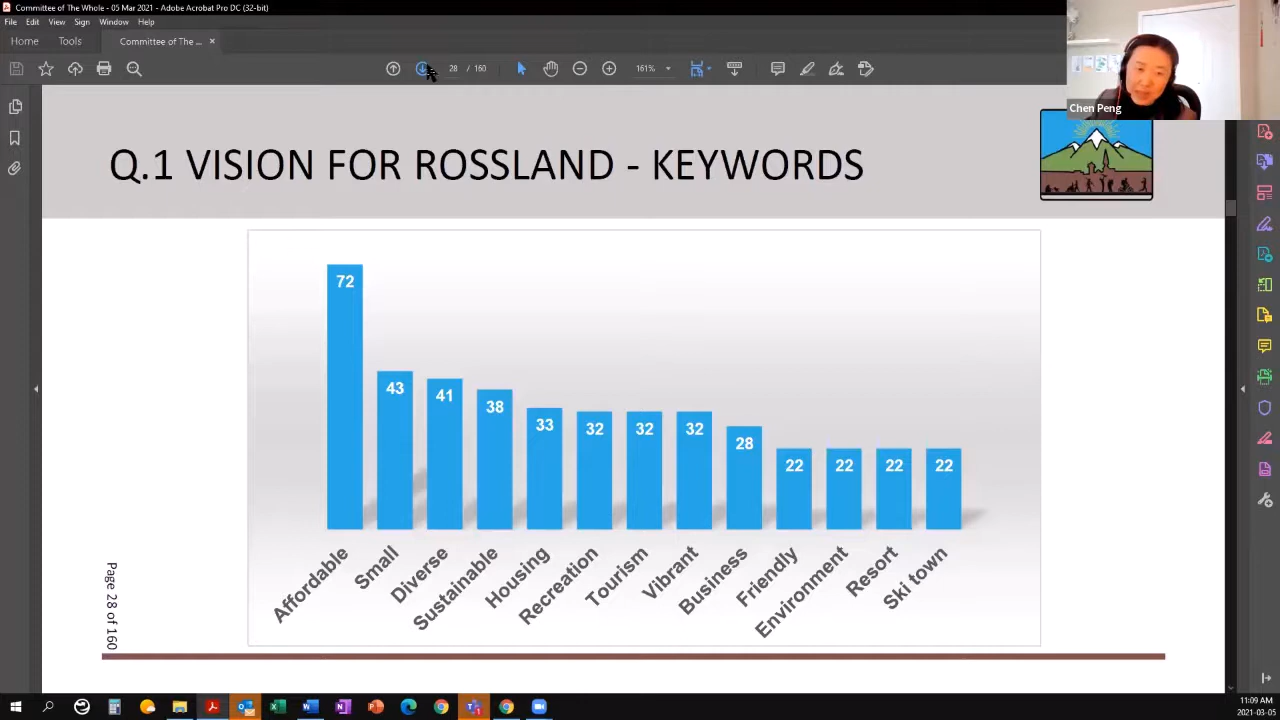 Committee of The Whole - 05 Mar 2021 - Adobe Acrobat Pro DC (32-bit)
File Edit View Sign Window Help
Home Tools Committee of The ... ×
28 / 160 161%
Chen Peng
Q.1 VISION FOR ROSSLAND - KEYWORDS
72
43
41
38
33
32
32
32
28
22
22
22
22
Affordable
Small
Diverse
Sustainable
Housing
Recreation
Tourism
Vibrant
Business
Friendly
Environment
Resort
Ski town
Page 28 of 160
11:09 AM
2021-03-05